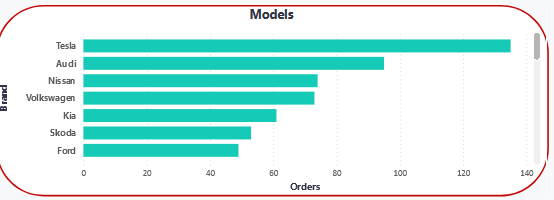 Models
Brand
Tesla
Audi
Nissan
Volkswagen
Kia
Skoda
Ford
0 20 40 60 80 100 120 140
Orders